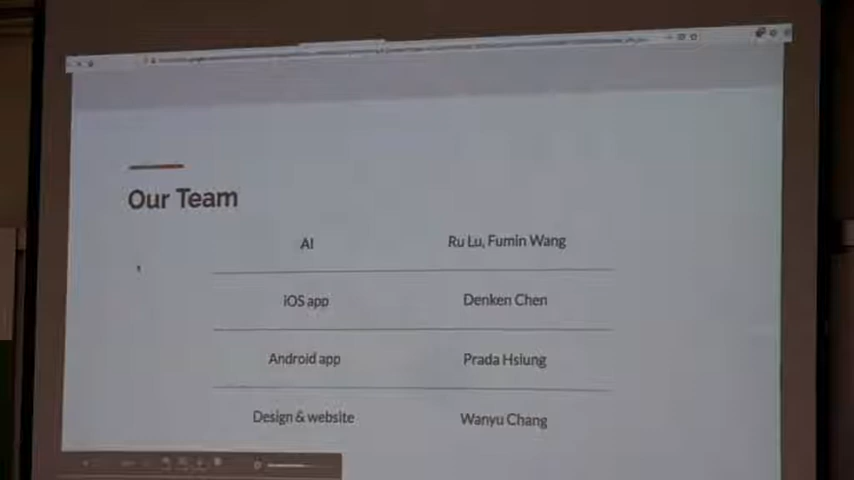 Our Team
AI Ru Lu, Fumin Wang
iOS app Denken Chen
Android app Prada Hsiung
Design & website Wanyu Chang